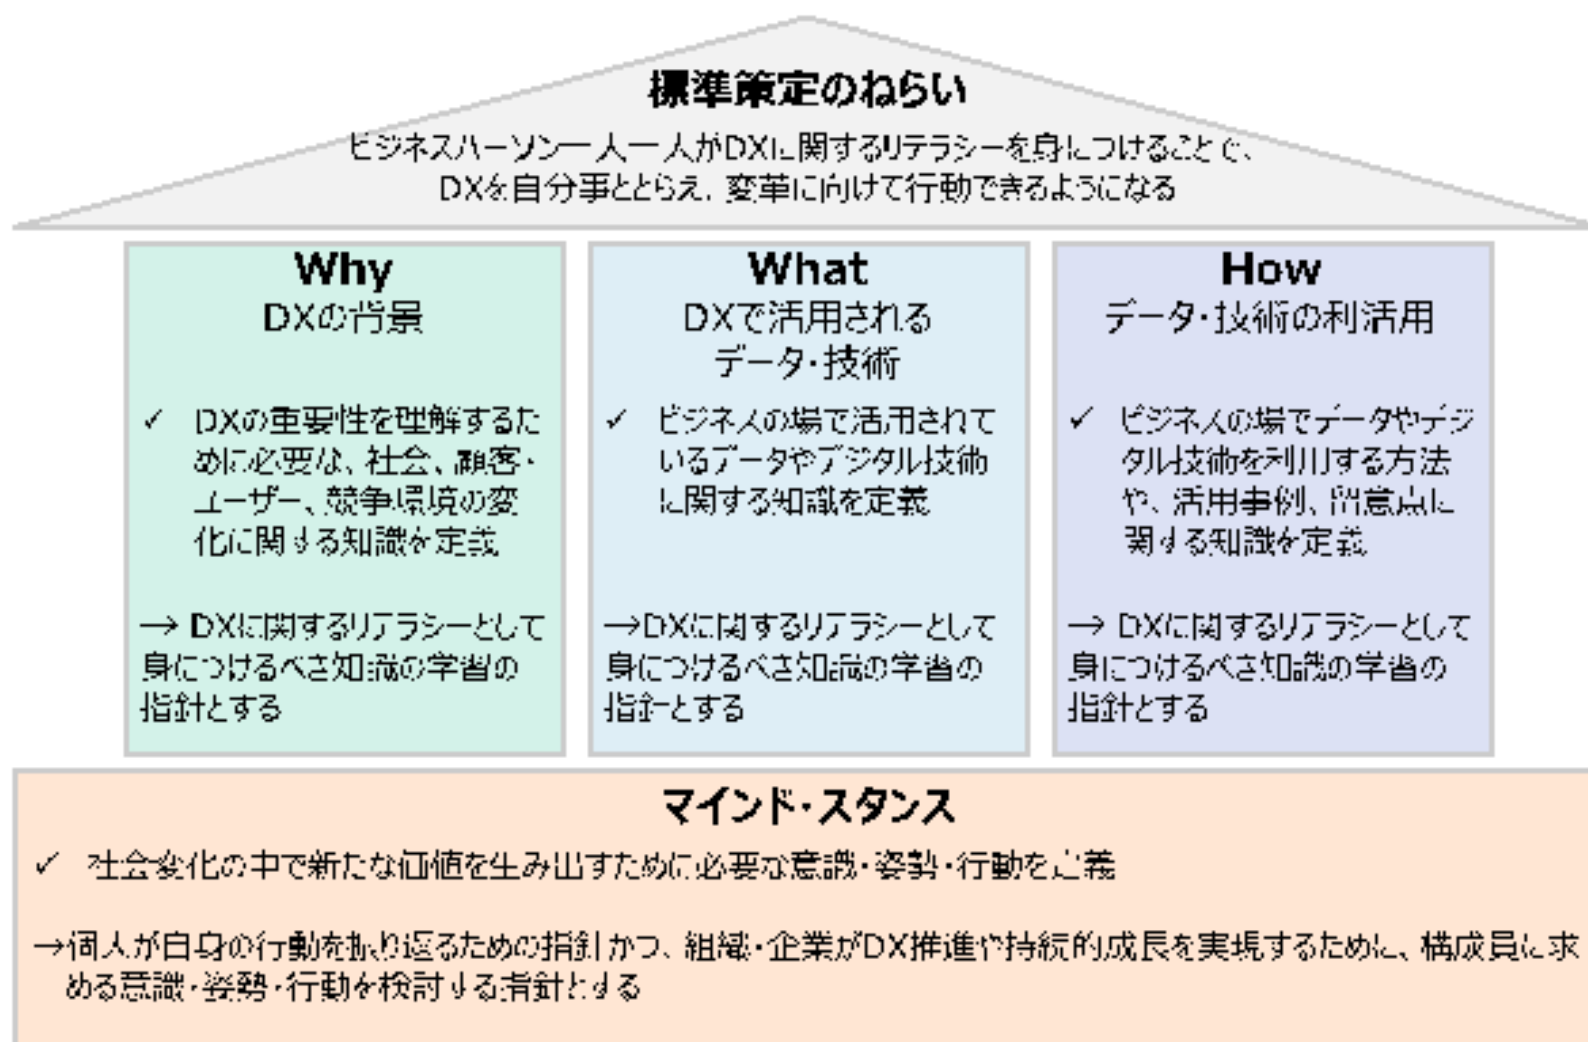 標準策定のねらい
ビジネスパーソン一人一人がDXに関するリテラシーを身につけることで、
DXを自分事ととらえ、変革に向けて行動できるようになる
Why
DXの背景
✓ DXの重要性を理解するた
めに必要な、社会、顧客・
ユーザー、競争環境の変
化に関する知識を定義
→ DXに関するリテラシーとして
身につけるべき知識の学習の
指針とする
What
DXで活用される
データ・技術
✓ ビジネスの場で活用されて
いるデータやデジタル技術
に関する知識を定義
→DXに関するリテラシーとして
身につけるべき知識の学習の
指針とする
How
データ・技術の利活用
✓ ビジネスの場でデータやデジ
タル技術を利用する方法
や、活用事例、留意点に
関する知識を定義
→ DXに関するリテラシーとして
身につけるべき知識の学習の
指針とする
マインド・スタンス
✓ 社会変化の中で新たな価値を生み出すために必要な意識・姿勢・行動を定義
→個人が自身の行動を振り返るための指針かつ、組織・企業がDX推進や持続的成長を実現するために、構成員に求
める意識・姿勢・行動を検討する指針とする